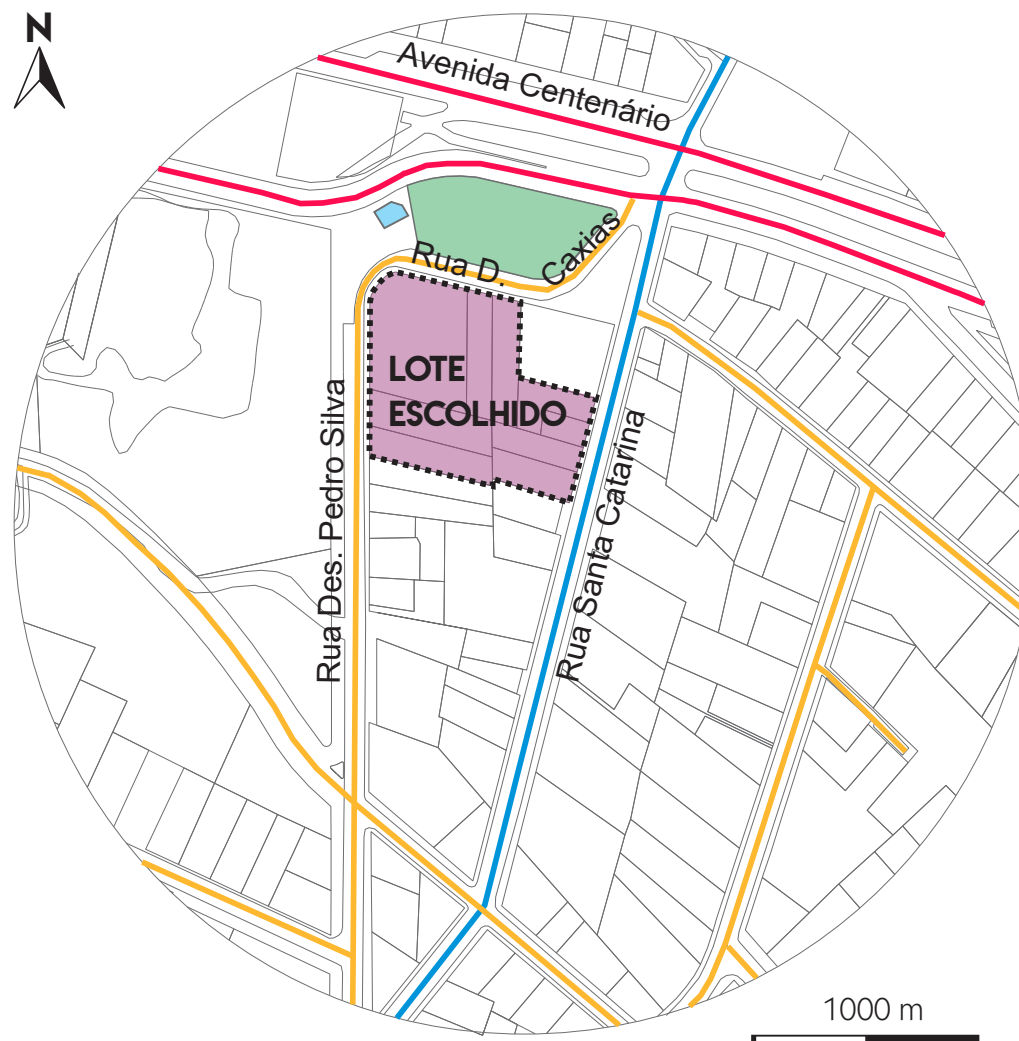 N
Avenida Centenário
Rua D. Caxias
LOTE
ESCOLHIDO
Rua Des. Pedro Silva
Rua Santa Catarina
1000 m